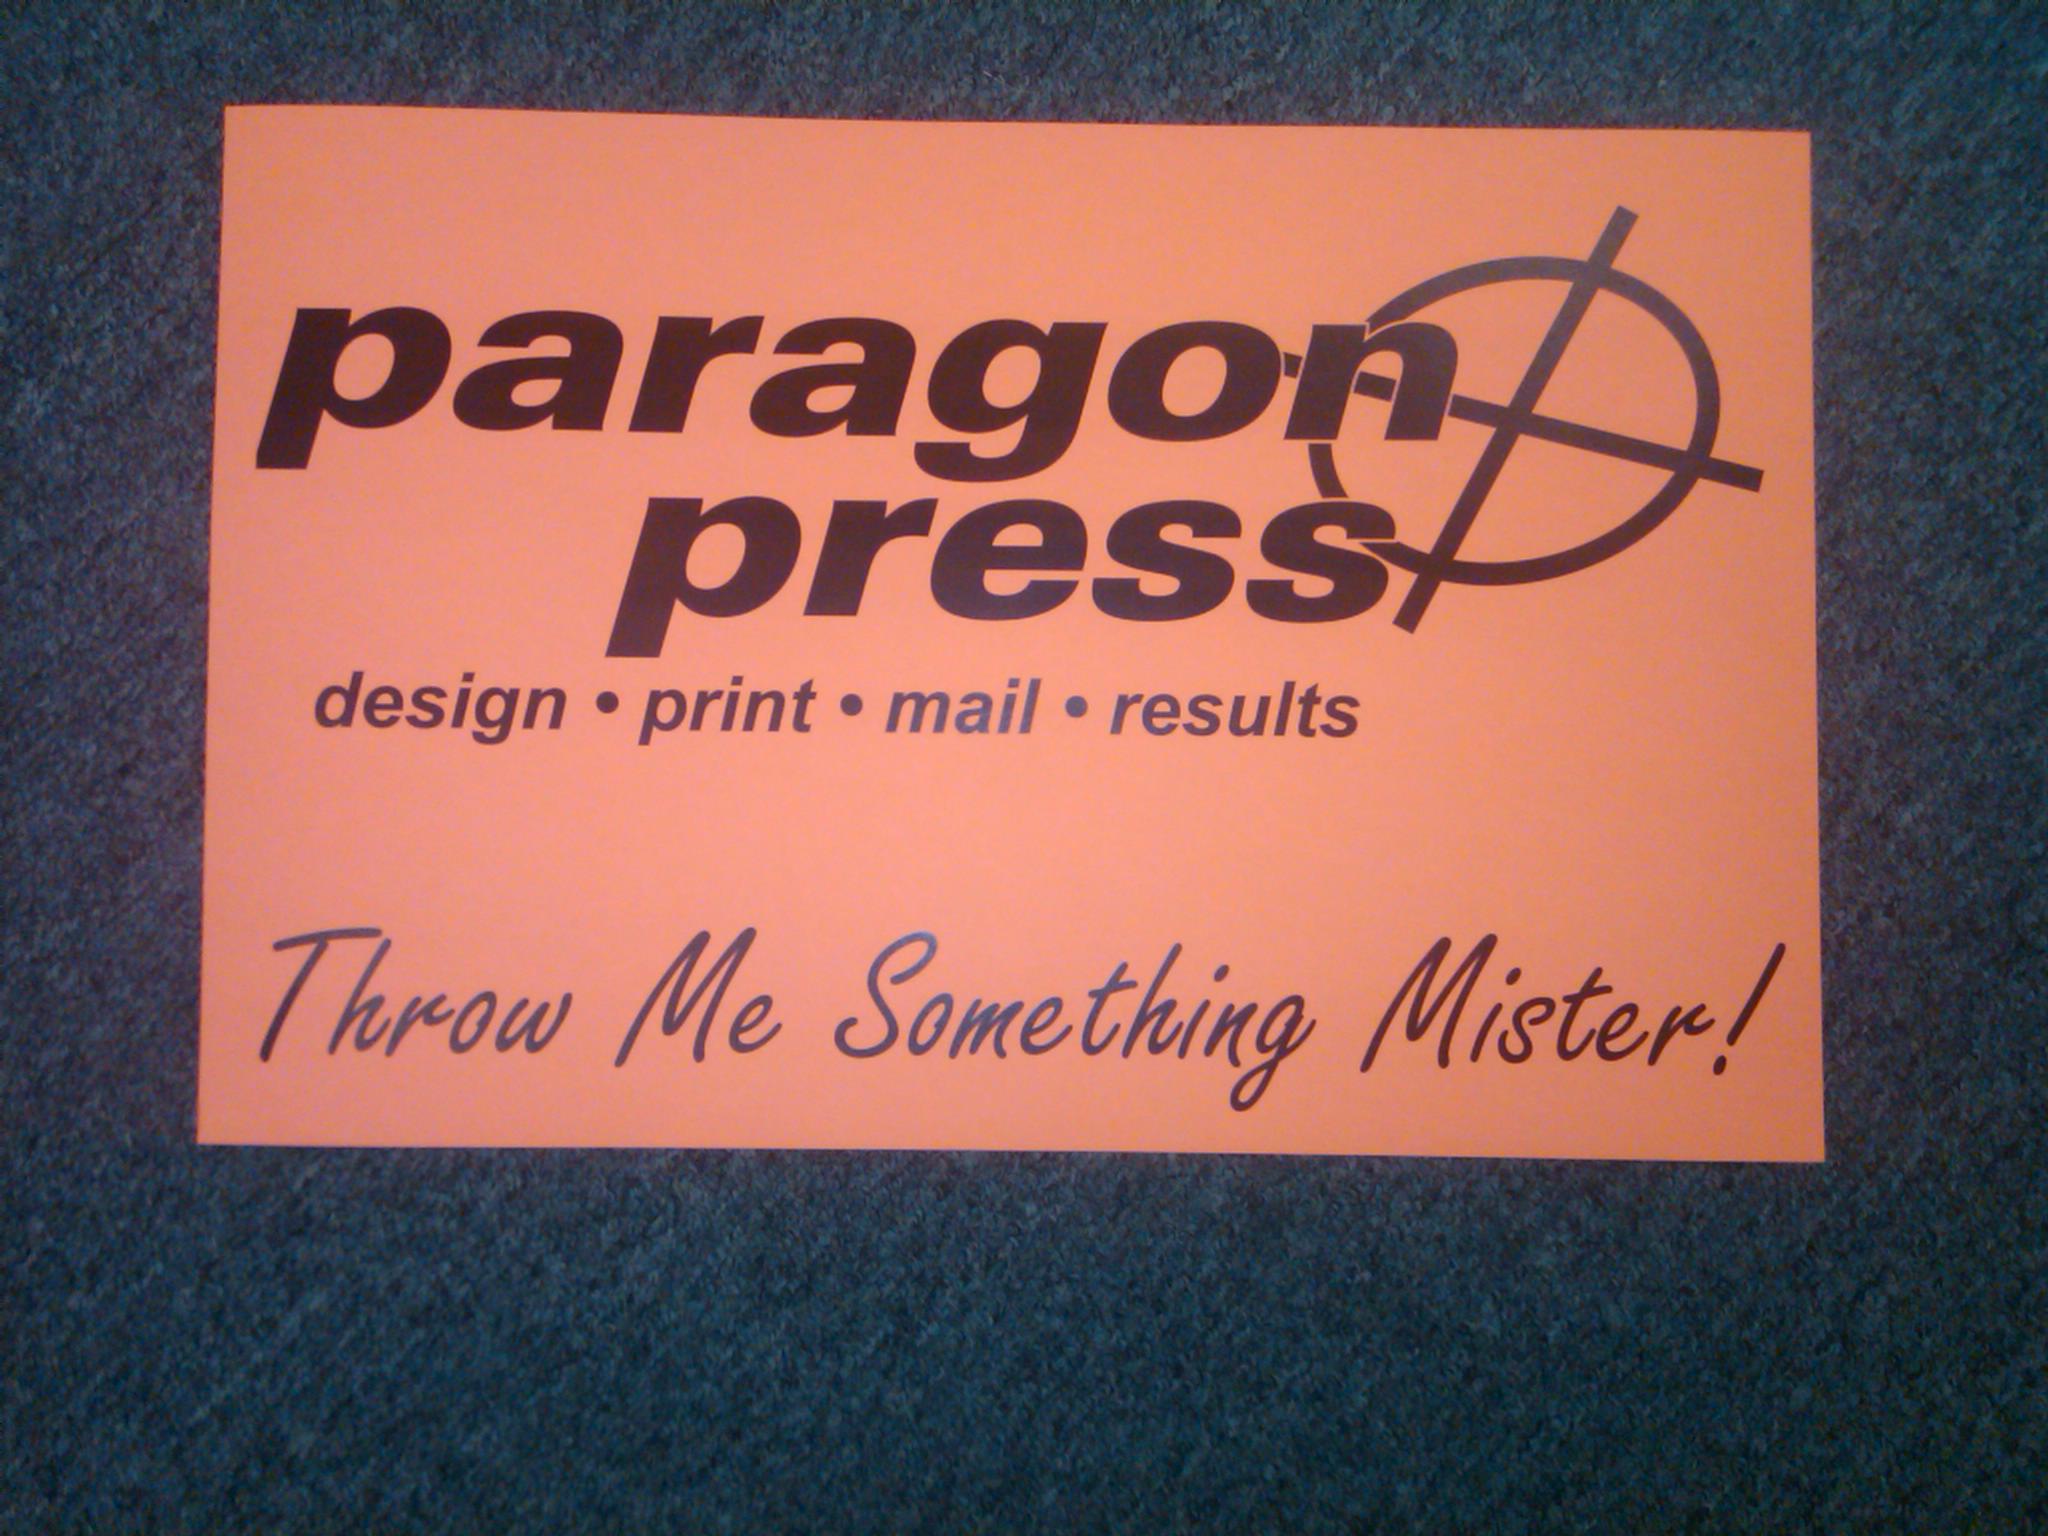 paragon
press
design • print • mail • results
Throw Me Something Mister!